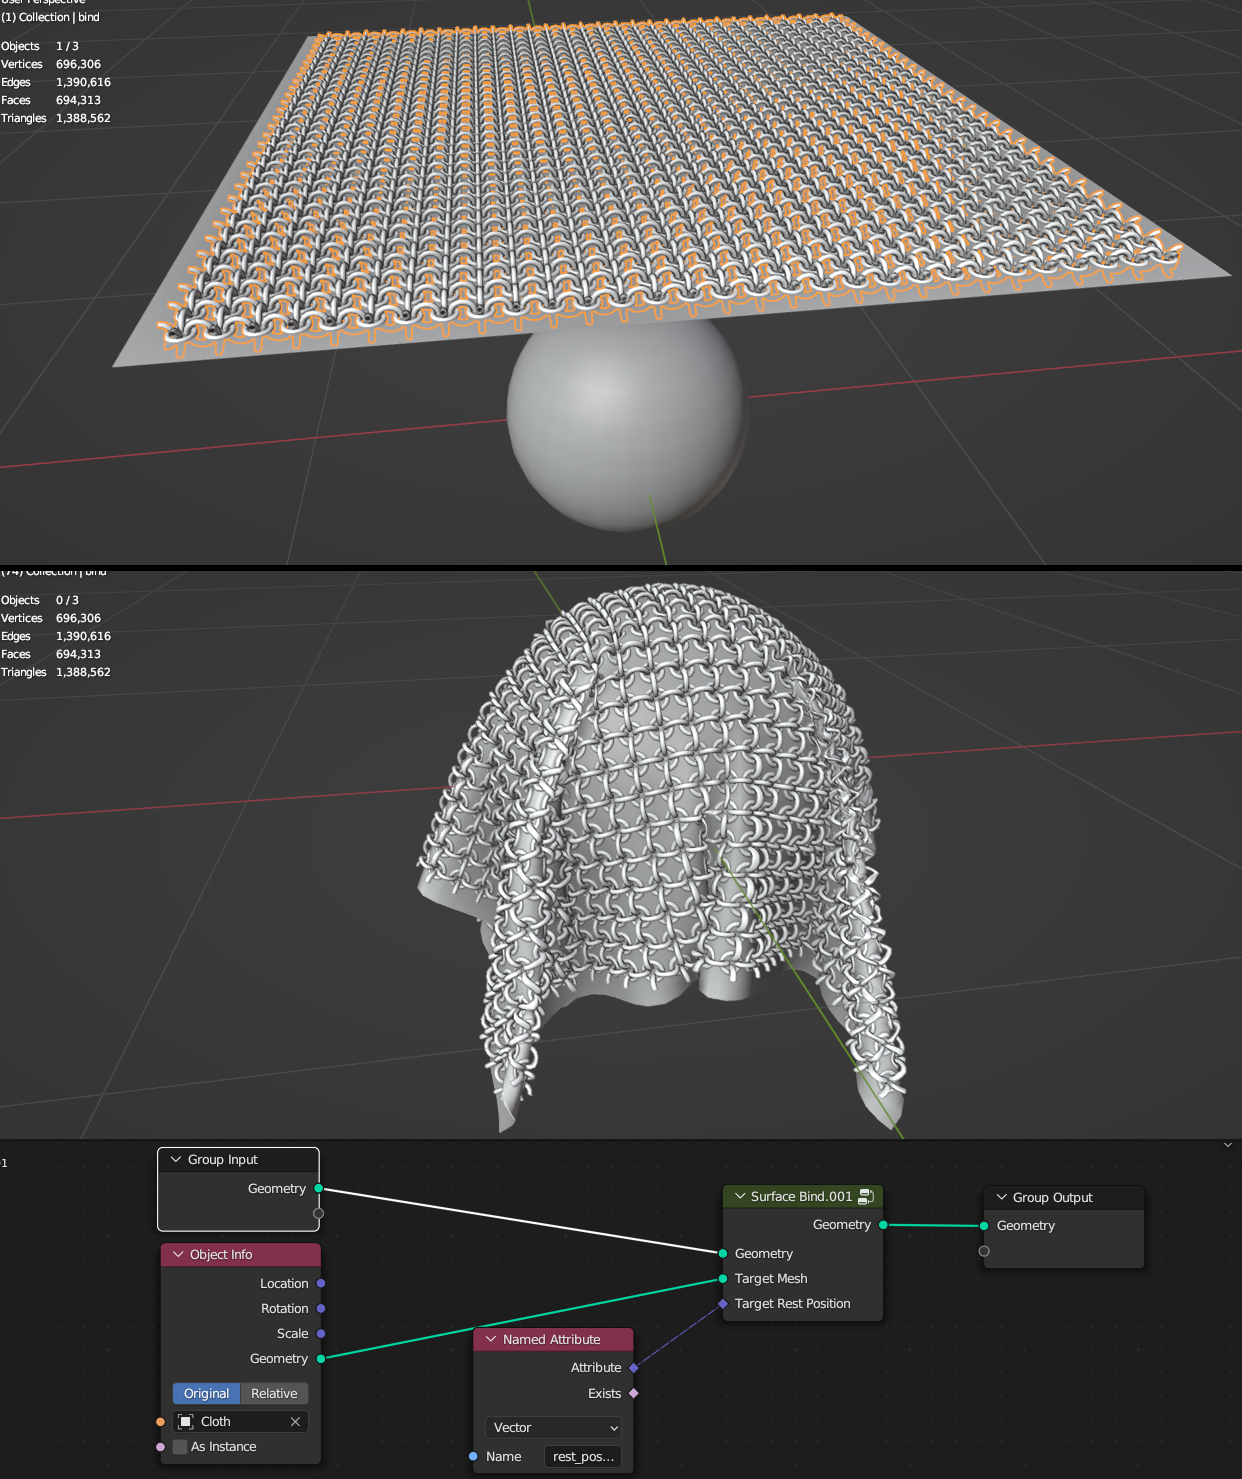 User Perspective
(1) Collection | bind
Objects 1 / 3
Vertices 696,306
Edges 1,390,616
Faces 694,313
Triangles 1,388,562
(74) Collection | bind
Objects 0 / 3
Vertices 696,306
Edges 1,390,616
Faces 694,313
Triangles 1,388,562
Group Input
Geometry
Object Info
Location
Rotation
Scale
Geometry
Original Relative
Cloth
As Instance
Named Attribute
Attribute
Exists
Vector
Name rest_pos...
Surface Bind.001
Geometry
Geometry
Target Mesh
Target Rest Position
Group Output
Geometry